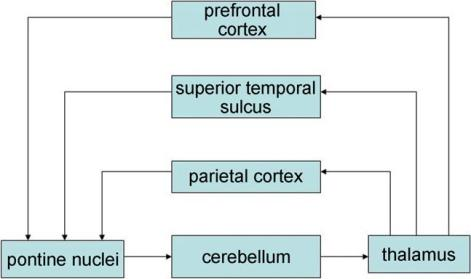 prefrontal
cortex
superior temporal
sulcus
parietal cortex
pontine nuclei
cerebellum
thalamus